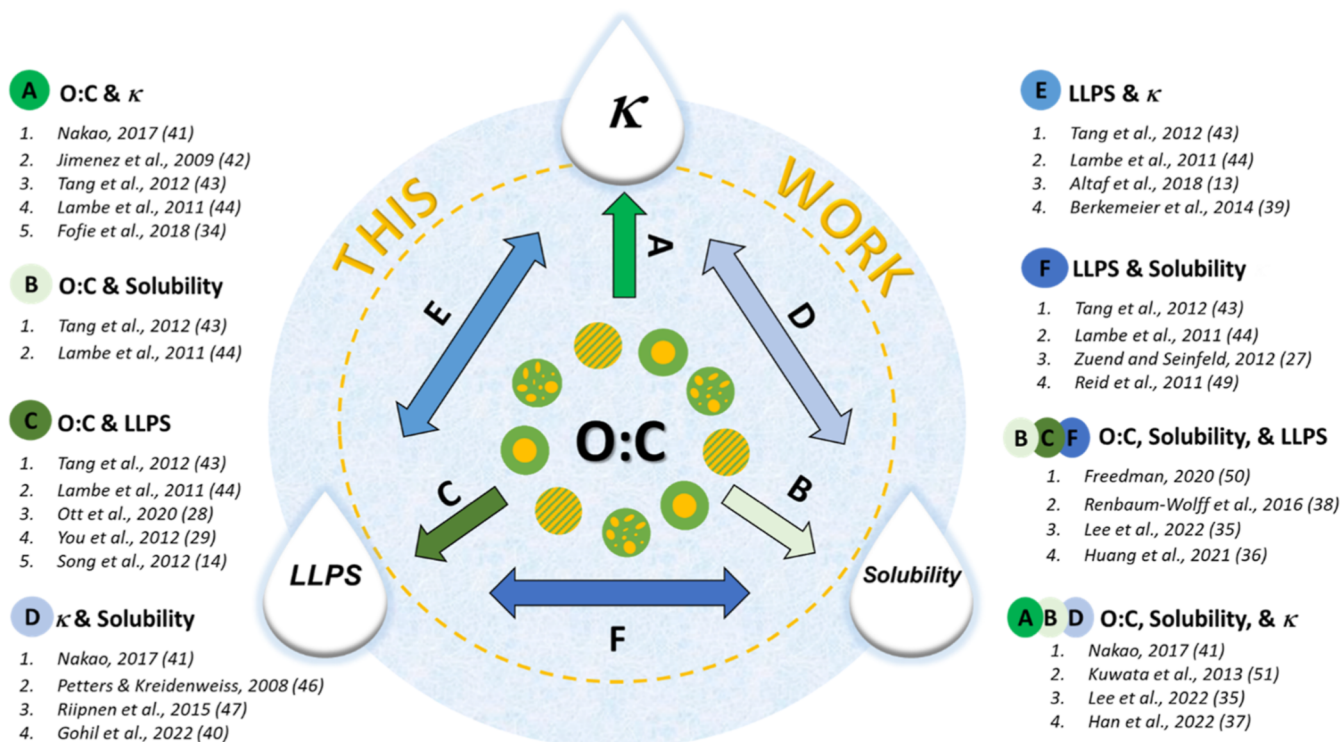 A O:C & κ
1. Nakao, 2017 (41)
2. Jimenez et al., 2009 (42)
3. Tang et al., 2012 (43)
4. Lambe et al., 2011 (44)
5. Fofie et al., 2018 (34)
B O:C & Solubility
1. Tang et al., 2012 (43)
2. Lambe et al., 2011 (44)
C O:C & LLPS
1. Tang et al., 2012 (43)
2. Lambe et al., 2011 (44)
3. Ott et al., 2020 (28)
4. You et al., 2012 (29)
5. Song et al., 2012 (14)
D κ & Solubility
1. Nakao, 2017 (41)
2. Petters & Kreidenweiss, 2008 (46)
3. Riipnen et al., 2015 (47)
4. Gohil et al., 2022 (40)
κ
THIS WORK
A
E
D
O:C
C
B
LLPS
Solubility
F
E LLPS & κ
1. Tang et al., 2012 (43)
2. Lambe et al., 2011 (44)
3. Altaf et al., 2018 (13)
4. Berkemeier et al., 2014 (39)
F LLPS & Solubility
1. Tang et al., 2012 (43)
2. Lambe et al., 2011 (44)
3. Zuend and Seinfeld, 2012 (27)
4. Reid et al., 2011 (49)
B C F O:C, Solubility, & LLPS
1. Freedman, 2020 (50)
2. Renbaum-Wolff et al., 2016 (38)
3. Lee et al., 2022 (35)
4. Huang et al., 2021 (36)
A B D O:C, Solubility, & κ
1. Nakao, 2017 (41)
2. Kuwata et al., 2013 (51)
3. Lee et al., 2022 (35)
4. Han et al., 2022 (37)